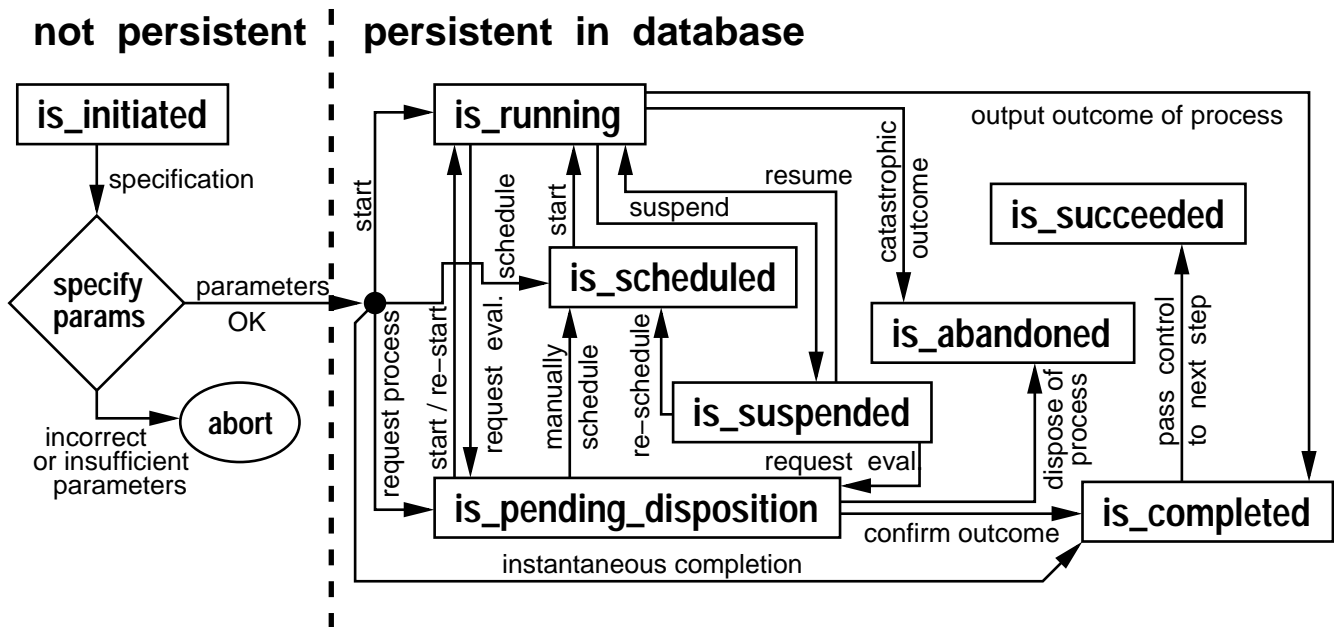 not persistent
persistent in database
is_initiated
is_running
output outcome of process
specification
start
schedule
start
resume
suspend
catastrophic
outcome
is_succeeded
specify
params
parameters
OK
is_scheduled
is_abandoned
request process
start / re−start
request eval.
manually
schedule
re−schedule
is_suspended
dispose of
process
pass control
to next step
abort
incorrect
or insufficient
parameters
request eval.
is_pending_disposition
confirm outcome
is_completed
instantaneous completion